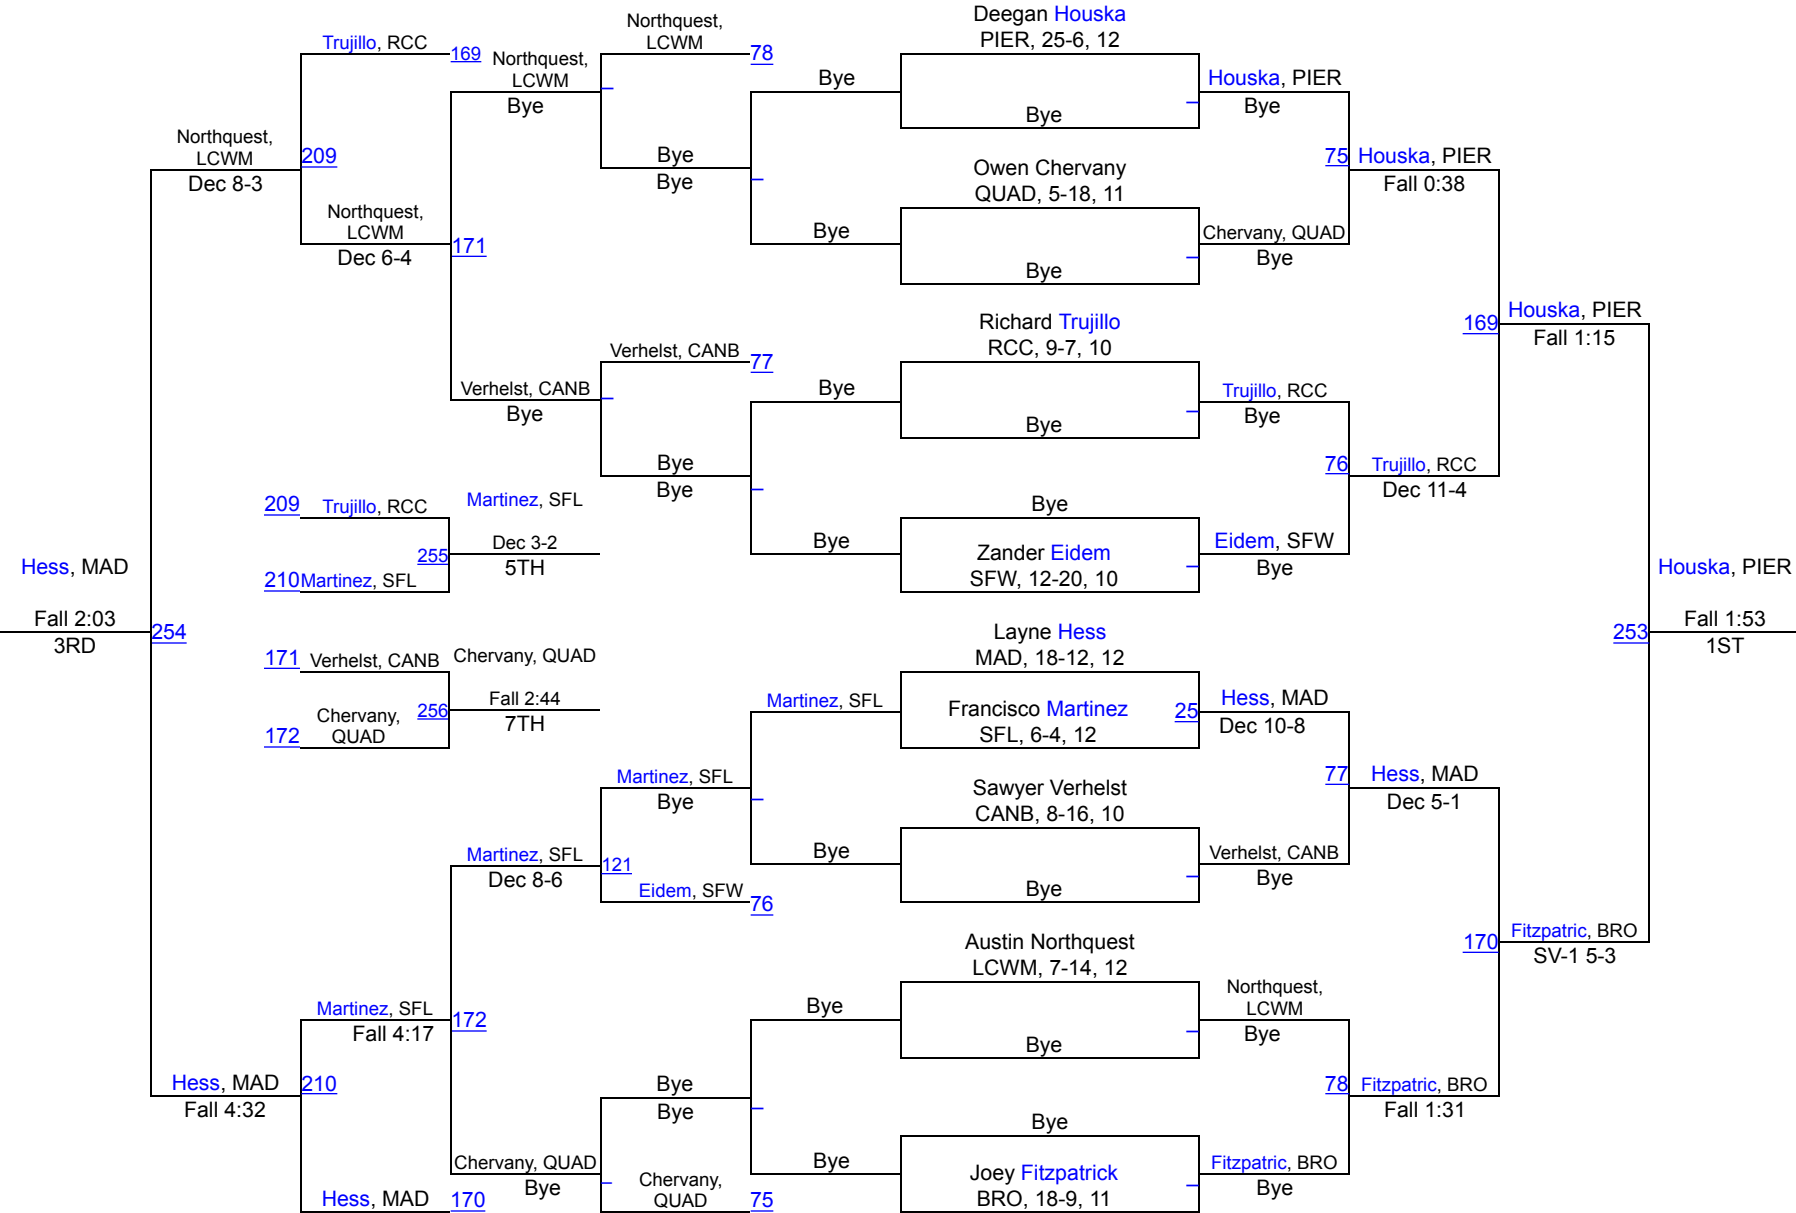 Trujillo, RCC
169
Northquest,
LCWM
209
Dec 8-3
Northquest,
LCWM
Dec 6-4
Northquest,
LCWM
Bye
171
Verhelst, CANB
Bye
Northquest,
LCWM
78
Bye
Bye
Verhelst, CANB
77
Bye
Bye
Bye
Bye
Bye
Bye
Deegan Houska
PIER, 25-6, 12
Bye
Owen Chervany
QUAD, 5-18, 11
Bye
Richard Trujillo
RCC, 9-7, 10
Bye
Bye
Zander Eidem
SFW, 12-20, 10
Houska, PIER
Bye
75
Chervany, QUAD
Bye
Trujillo, RCC
Bye
76
Eidem, SFW
Bye
Houska, PIER
Fall 0:38
169
Trujillo, RCC
Dec 11-4
Houska, PIER
Fall 1:15
209
Trujillo, RCC
Martinez, SFL
255
Dec 3-2
5TH
210
Martinez, SFL
Hess, MAD
Fall 2:03
3RD
254
171
Verhelst, CANB
Chervany, QUAD
256
Fall 2:44
7TH
172
Chervany,
QUAD
Houska, PIER
253
Fall 1:53
1ST
Layne Hess
MAD, 18-12, 12
Francisco Martinez
SFL, 6-4, 12
25
Sawyer Verhelst
CANB, 8-16, 10
Bye
Austin Northquest
LCWM, 7-14, 12
Bye
Bye
Joey Fitzpatrick
BRO, 18-9, 11
Hess, MAD
Dec 10-8
77
Verhelst, CANB
Bye
Northquest,
LCWM
Bye
78
Fitzpatric, BRO
Bye
Hess, MAD
Dec 5-1
170
Fitzpatric, BRO
Fall 1:31
Fitzpatric, BRO
SV-1 5-3
Martinez, SFL
Bye
Bye
Bye
Martinez, SFL
Bye
121
Eidem, SFW
76
Bye
Bye
Chervany,
QUAD
75
Martinez, SFL
Dec 8-6
172
Chervany, QUAD
Bye
Martinez, SFL
Fall 4:17
210
Hess, MAD
170
Hess, MAD
Fall 4:32